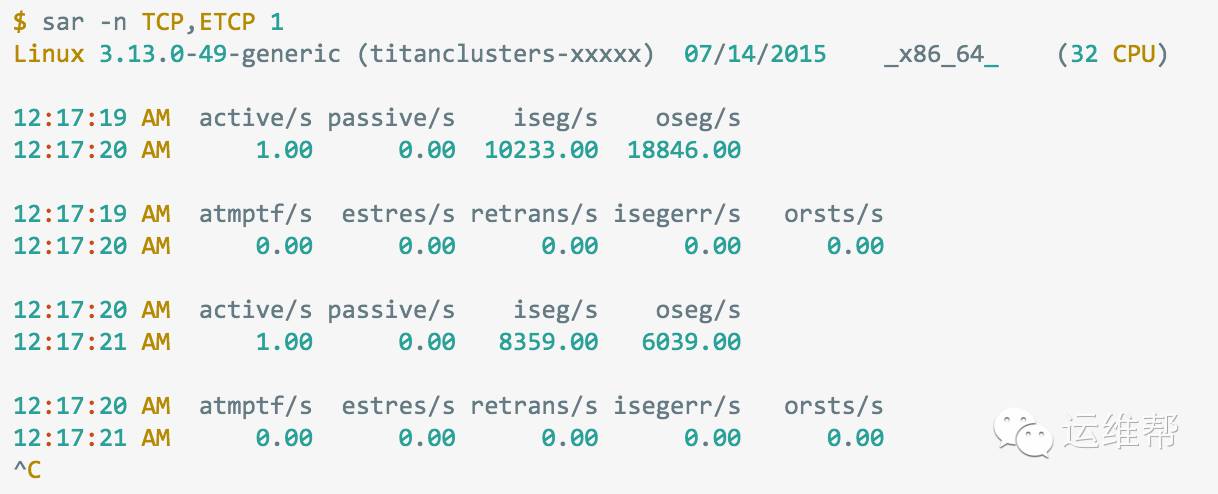 $ sar -n TCP,ETCP 1
Linux 3.13.0-49-generic (titanclusters-xxxxx)  07/14/2015    _x86_64_    (32 CPU)
12:17:19 AM  active/s passive/s    iseg/s    oseg/s
12:17:20 AM      1.00      0.00  10233.00  18846.00
12:17:19 AM  atmptf/s  estres/s retrans/s isegerr/s   orsts/s
12:17:20 AM      0.00      0.00      0.00      0.00      0.00
12:17:20 AM  active/s passive/s    iseg/s    oseg/s
12:17:21 AM      1.00      0.00   8359.00   6039.00
12:17:20 AM  atmptf/s  estres/s retrans/s isegerr/s   orsts/s
12:17:21 AM      0.00      0.00      0.00      0.00      0.00
^C
运维帮